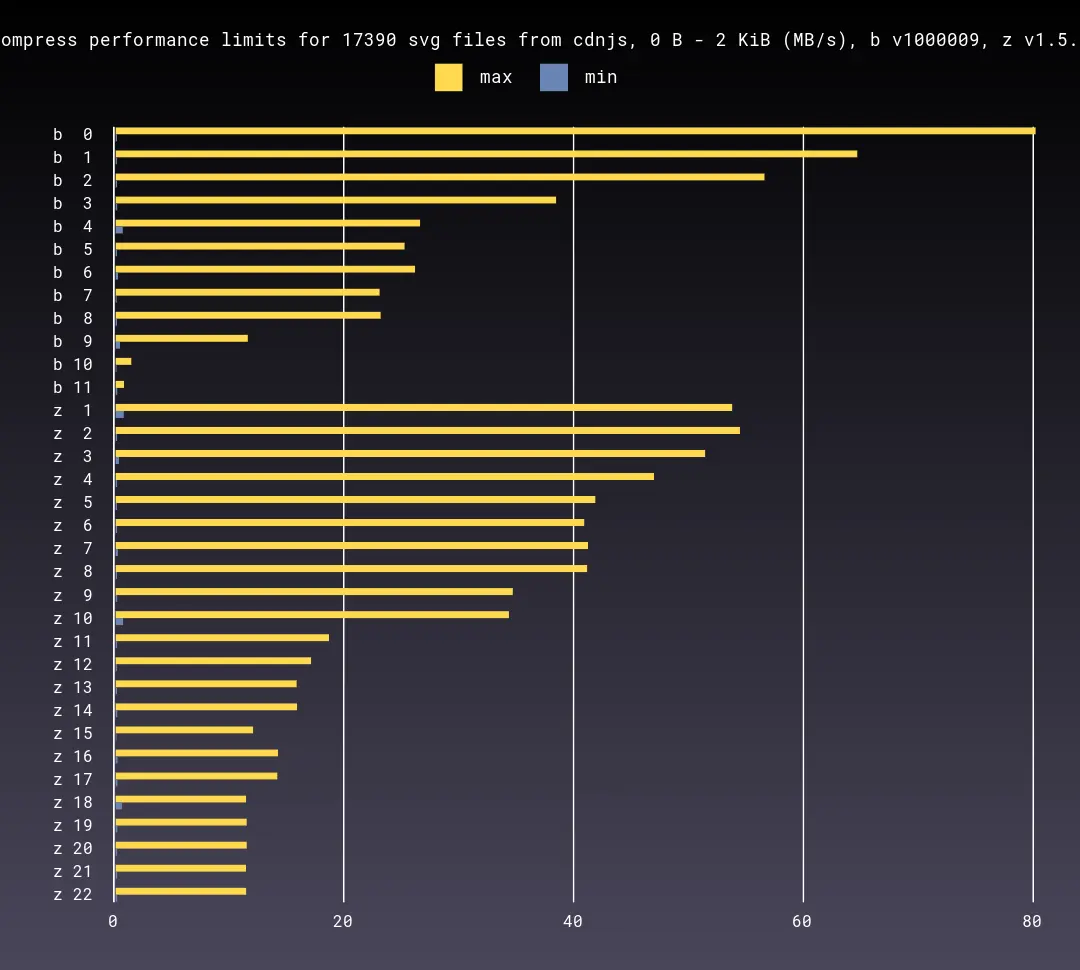 ompress performance limits for 17390 svg files from cdnjs, 0 B - 2 KiB (MB/s), b v1000009, z v1.5.
max min
b 0
b 1
b 2
b 3
b 4
b 5
b 6
b 7
b 8
b 9
b 10
b 11
z 1
z 2
z 3
z 4
z 5
z 6
z 7
z 8
z 9
z 10
z 11
z 12
z 13
z 14
z 15
z 16
z 17
z 18
z 19
z 20
z 21
z 22
0 20 40 60 80